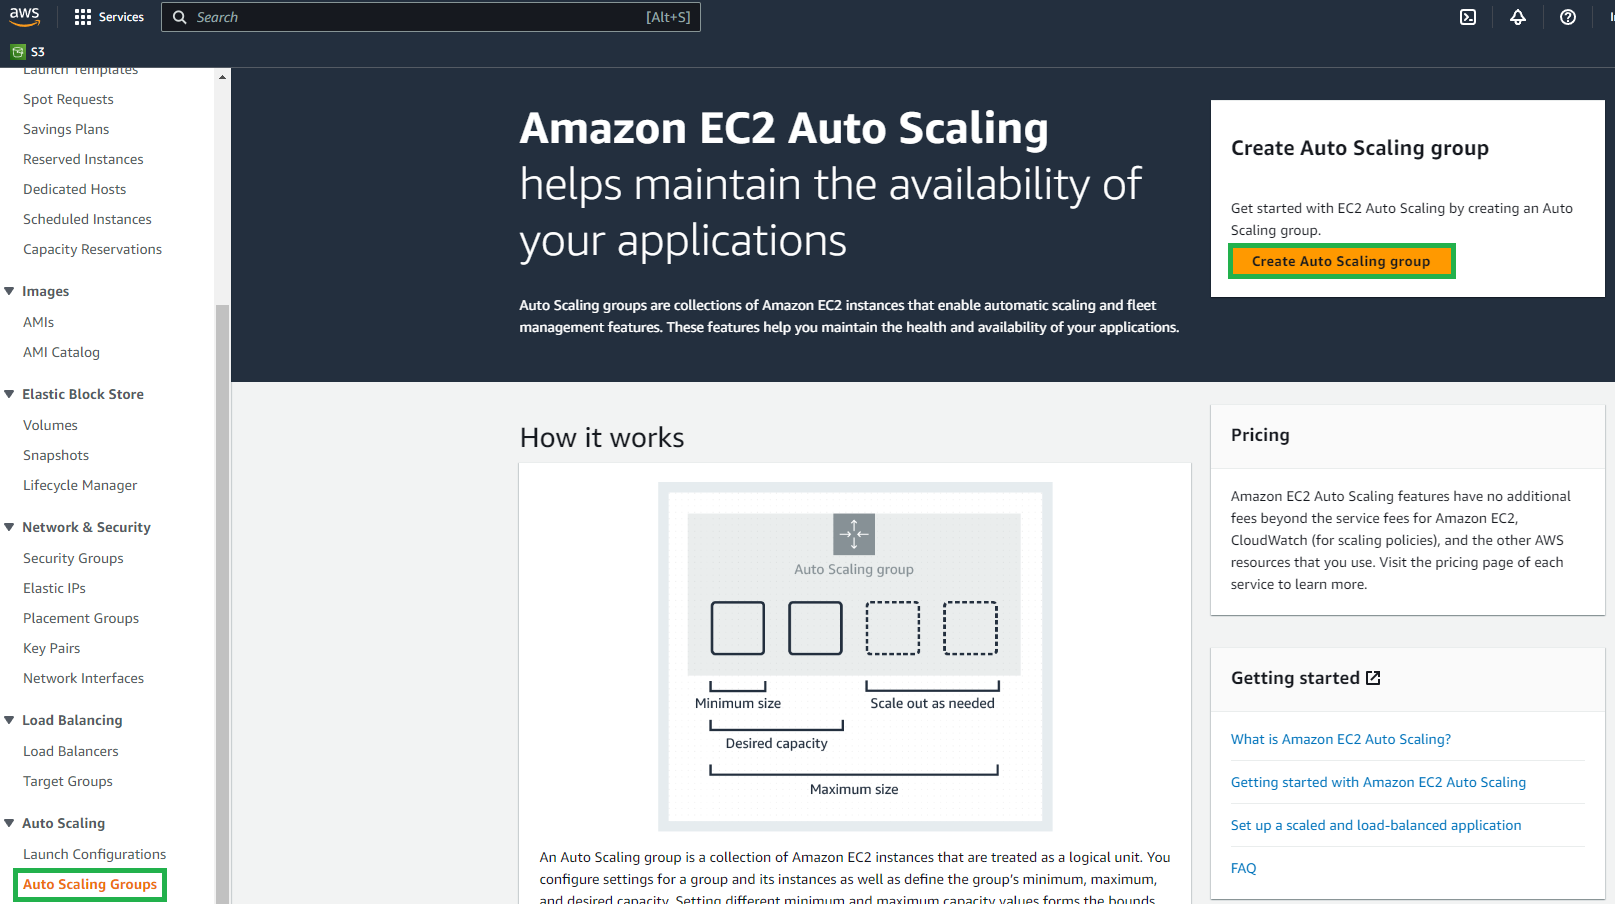 aws
Services
Search
[Alt+S]
S3
Launch Templates
Spot Requests
Savings Plans
Reserved Instances
Dedicated Hosts
Scheduled Instances
Capacity Reservations
Images
AMIs
AMI Catalog
Elastic Block Store
Volumes
Snapshots
Lifecycle Manager
Network & Security
Security Groups
Elastic IPs
Placement Groups
Key Pairs
Network Interfaces
Load Balancing
Load Balancers
Target Groups
Auto Scaling
Launch Configurations
Auto Scaling Groups
Amazon EC2 Auto Scaling
helps maintain the availability of
your applications
Auto Scaling groups are collections of Amazon EC2 instances that enable automatic scaling and fleet
management features. These features help you maintain the health and availability of your applications.
Create Auto Scaling group
Get started with EC2 Auto Scaling by creating an Auto
Scaling group.
Create Auto Scaling group
How it works
Auto Scaling group
Minimum size
Scale out as needed
Desired capacity
Maximum size
An Auto Scaling group is a collection of Amazon EC2 instances that are treated as a logical unit. You
configure settings for a group and its instances as well as define the group's minimum, maximum,
and desired capacity. Setting different minimum and maximum capacity values forms the bounds
Pricing
Amazon EC2 Auto Scaling features have no additional
fees beyond the service fees for Amazon EC2,
CloudWatch (for scaling policies), and the other AWS
resources that you use. Visit the pricing page of each
service to learn more.
Getting started
What is Amazon EC2 Auto Scaling?
Getting started with Amazon EC2 Auto Scaling
Set up a scaled and load-balanced application
FAQ